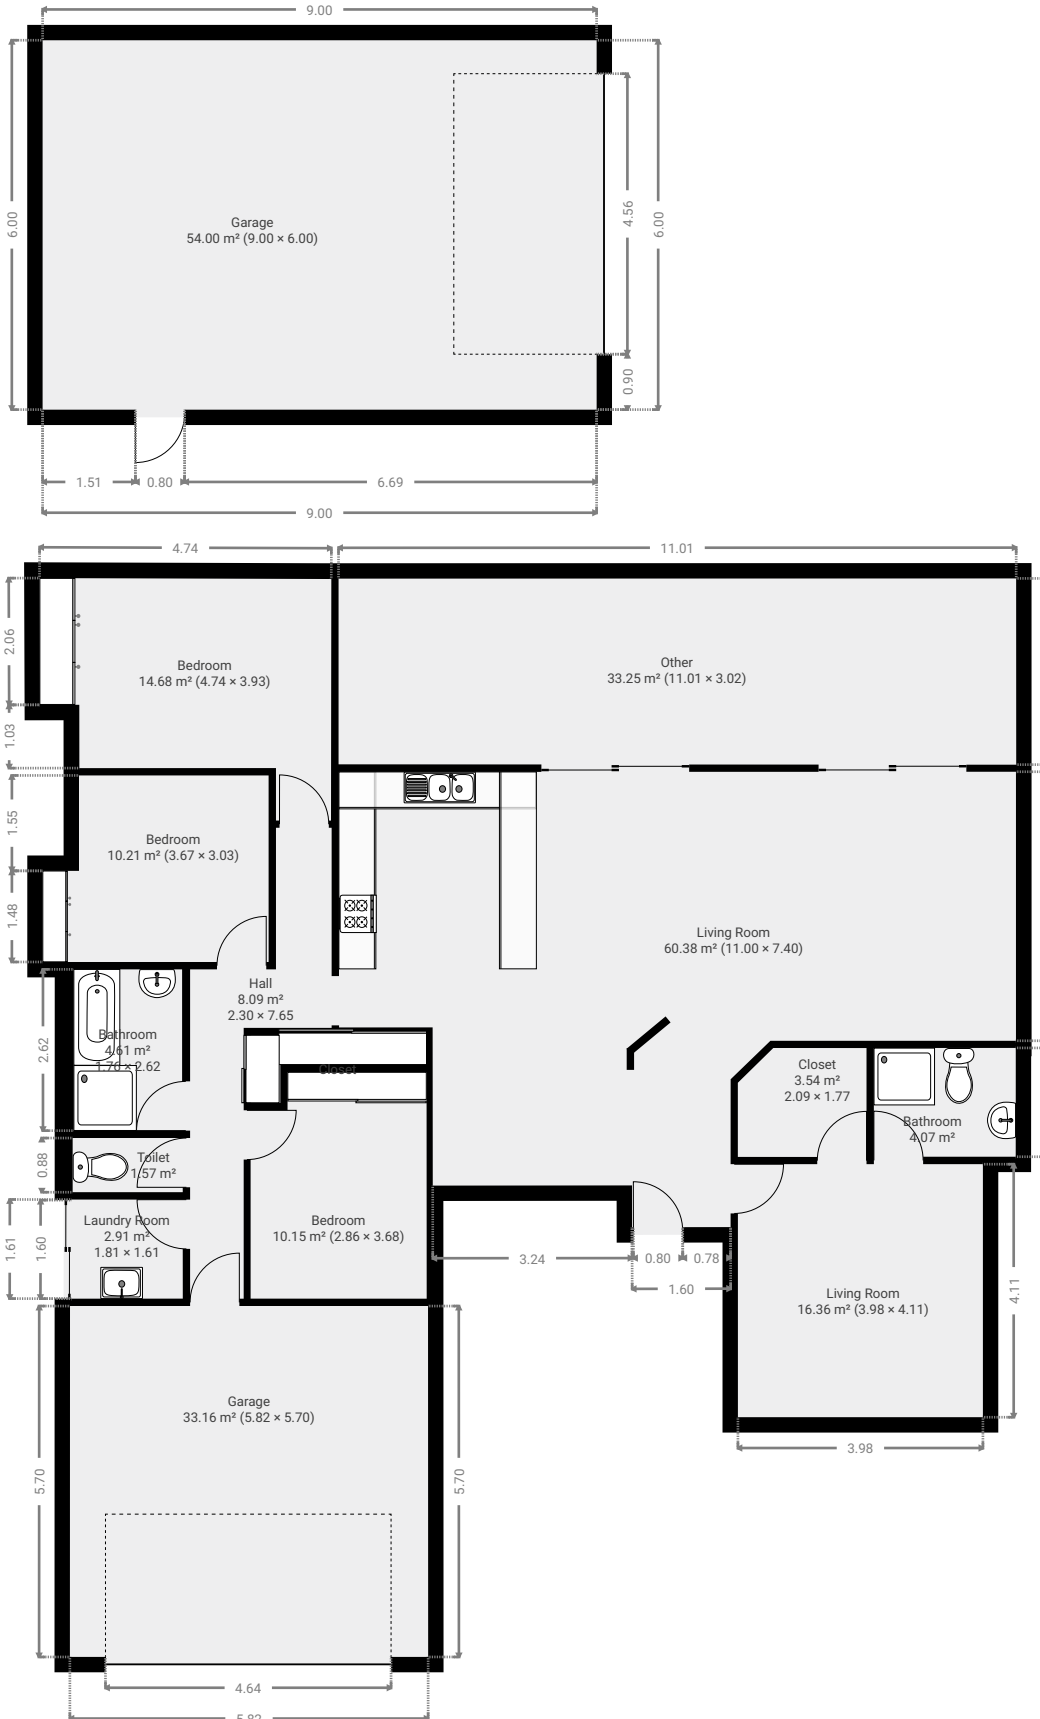 9.00
6.00
4.56
6.00
Garage
54.00 m² (9.00 × 6.00)
0.90
1.51
0.80
6.69
9.00
4.74
11.01
2.06
Bedroom
14.68 m² (4.74 × 3.93)
Other
33.25 m² (11.01 × 3.02)
1.03
1.55
Bedroom
10.21 m² (3.67 × 3.03)
1.48
Living Room
60.38 m² (11.00 × 7.40)
Hall
8.09 m²
2.30 × 7.65
2.62
Bathroom
4.61 m²
1.76 × 2.62
Closet
Closet
3.54 m²
2.09 × 1.77
Bathroom
4.07 m²
0.88
Toilet
1.57 m²
1.61
1.60
Laundry Room
2.91 m²
1.81 × 1.61
Bedroom
10.15 m² (2.86 × 3.68)
3.24
0.80
0.78
1.60
Living Room
16.36 m² (3.98 × 4.11)
4.11
3.98
Garage
33.16 m² (5.82 × 5.70)
5.70
5.70
4.64
5.82